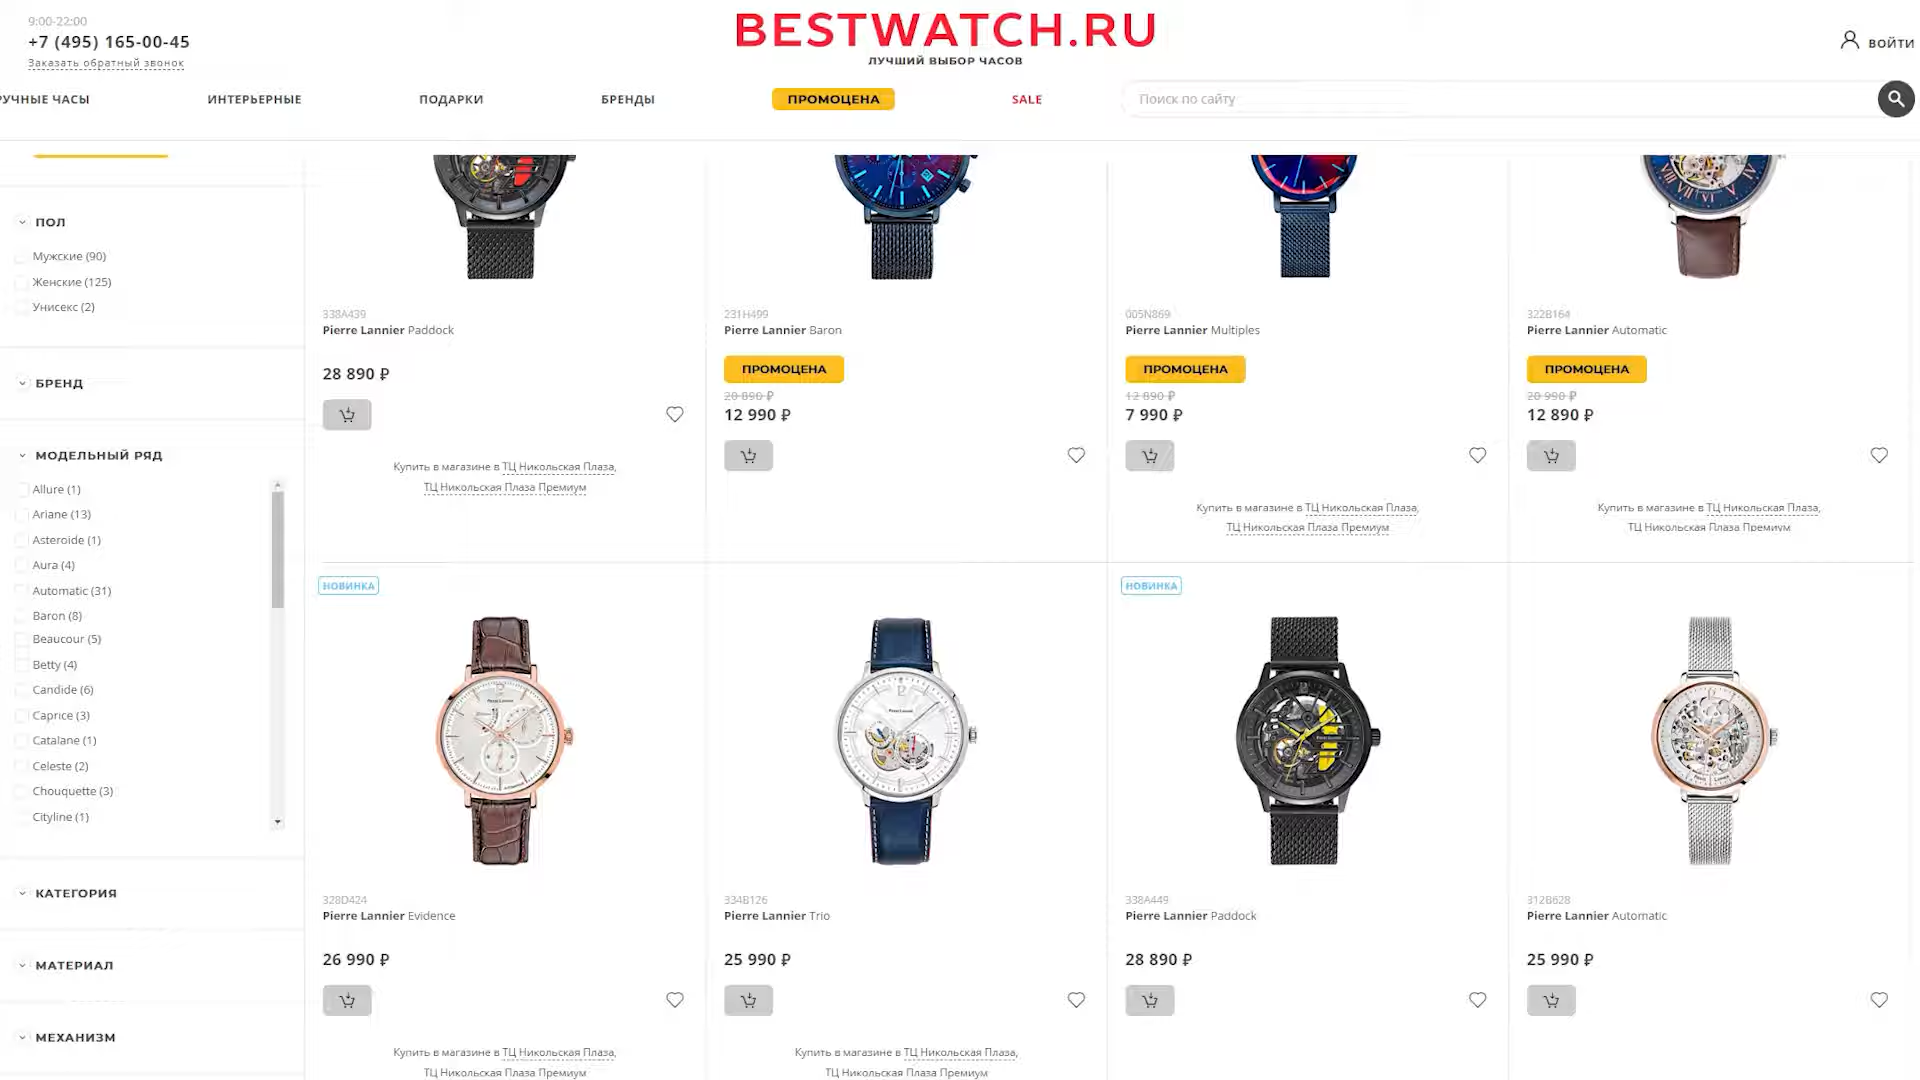 9:00-22:00
+7 (495) 165-00-45
Заказать обратный звонок
BESTWATCH.RU
ЛУЧШИЙ ВЫБОР ЧАСОВ
ВОЙТИ
РУЧНЫЕ ЧАСЫ
ИНТЕРЬЕРНЫЕ
ПОДАРКИ
БРЕНДЫ
ПРОМОЦЕНА
SALE
Поиск по сайту
ПОЛ
Мужские (90)
Женские (125)
Унисекс (2)
БРЕНД
МОДЕЛЬНЫЙ РЯД
Allure (1)
Ariane (13)
Asteroide (1)
Aura (4)
Automatic (31)
Baron (8)
Beaucour (5)
Betty (4)
Candide (6)
Caprice (3)
Catalane (1)
Celeste (2)
Chouquette (3)
Cityline (1)
КАТЕГОРИЯ
МАТЕРИАЛ
МЕХАНИЗМ
338A439
Pierre Lannier Paddock
28 890 ₽
Купить в магазине в ТЦ Никольская Плаза,
ТЦ Никольская Плаза Премиум
231H499
Pierre Lannier Baron
ПРОМОЦЕНА
20 890 ₽
12 990 ₽
005N869
Pierre Lannier Multiples
ПРОМОЦЕНА
12 890 ₽
7 990 ₽
Купить в магазине в ТЦ Никольская Плаза,
ТЦ Никольская Плаза Премиум
322B164
Pierre Lannier Automatic
ПРОМОЦЕНА
20 990 ₽
12 890 ₽
Купить в магазине в ТЦ Никольская Плаза,
ТЦ Никольская Плаза Премиум
НОВИНКА
328D424
Pierre Lannier Evidence
26 990 ₽
Купить в магазине в ТЦ Никольская Плаза,
ТЦ Никольская Плаза Премиум
334B126
Pierre Lannier Trio
25 990 ₽
Купить в магазине в ТЦ Никольская Плаза,
ТЦ Никольская Плаза Премиум
НОВИНКА
338A449
Pierre Lannier Paddock
28 890 ₽
312B628
Pierre Lannier Automatic
25 990 ₽